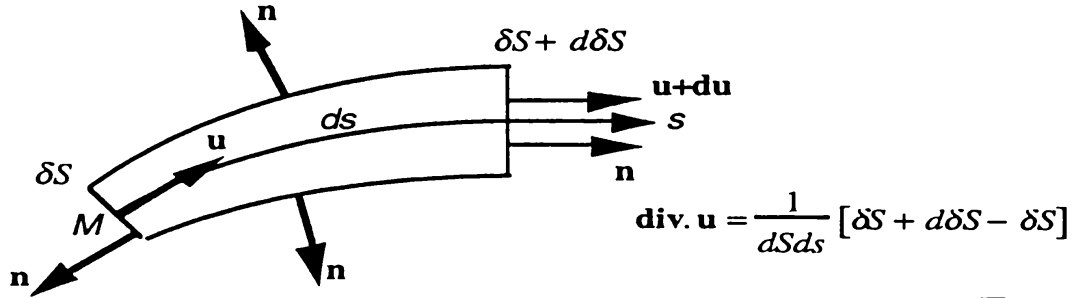 n
δS + dδS
u+du
ds
s
u
δS
n
M
div. u = 1/dSds [δS + dδS − δS]
n
n